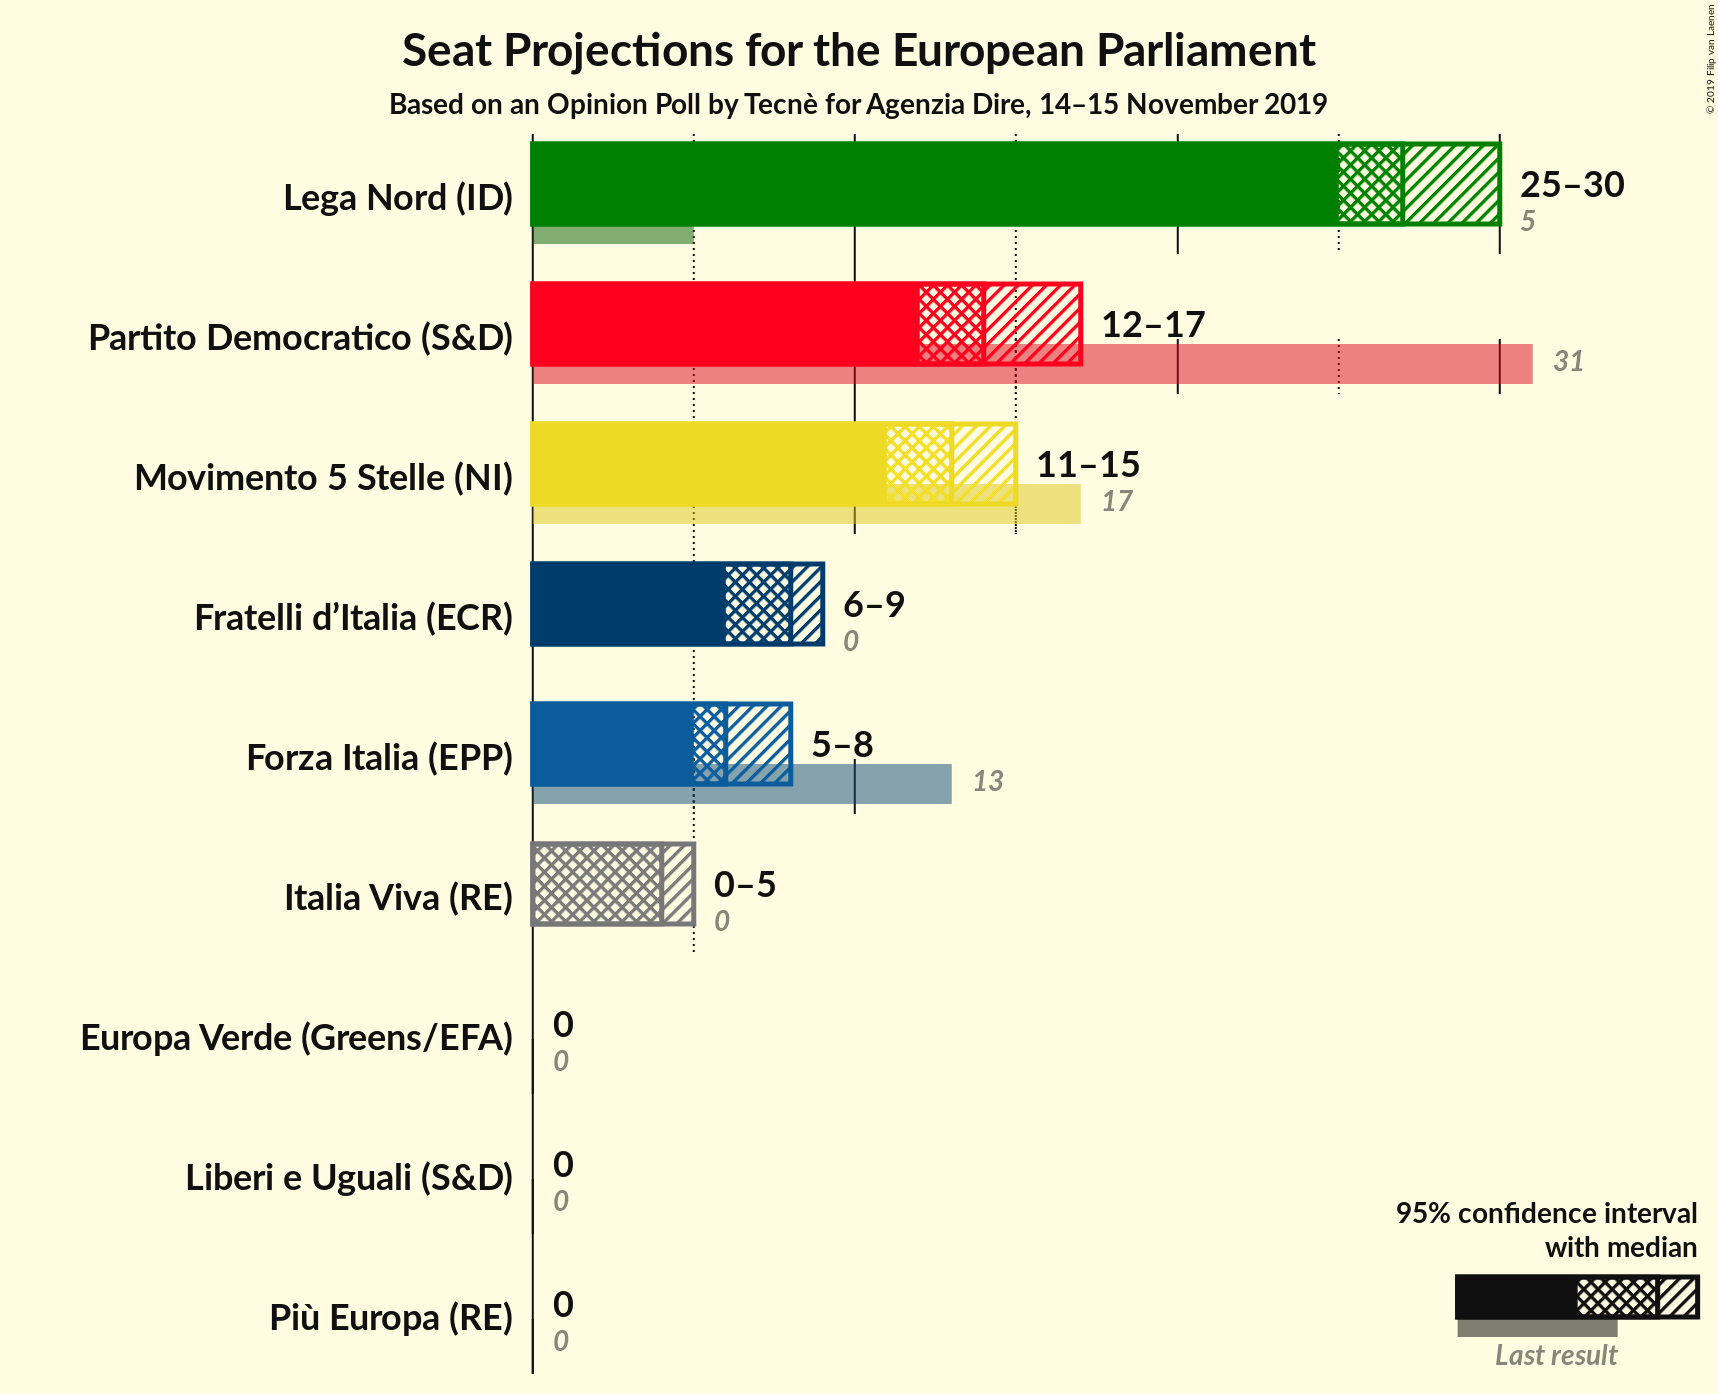 Seat Projections for the European Parliament
Based on an Opinion Poll by Tecnè for Agenzia Dire, 14–15 November 2019
© 2019 Filip van Laenen
Lega Nord (ID)
25–30
5
Partito Democratico (S&D)
12–17
31
Movimento 5 Stelle (NI)
11–15
17
Fratelli d’Italia (ECR)
6–9
0
Forza Italia (EPP)
5–8
13
Italia Viva (RE)
0–5
0
Europa Verde (Greens/EFA)
0
0
Liberi e Uguali (S&D)
0
0
Più Europa (RE)
0
0
95% confidence interval
with median
Last result